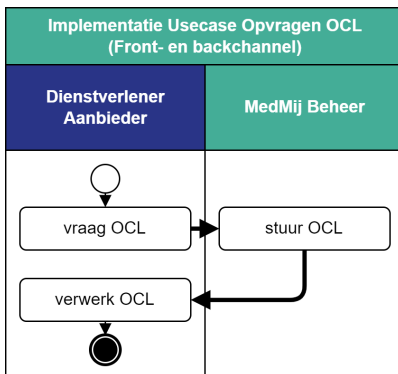 Implementatie Usecase Opvragen OCL
(Front- en backchannel)
Dienstverlener
Aanbieder
MedMij Beheer
vraag OCL
stuur OCL
verwerk OCL